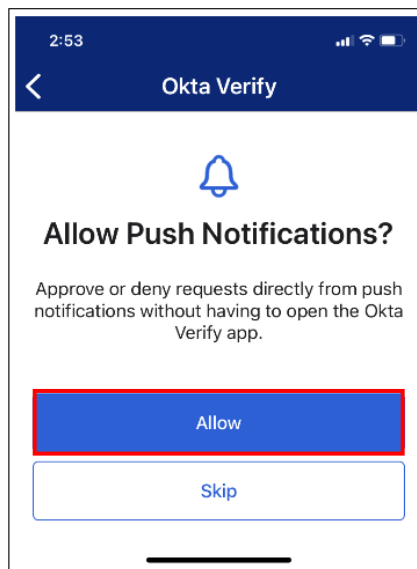 2:53
Okta Verify
Allow Push Notifications?
Approve or deny requests directly from push
notifications without having to open the Okta
Verify app.
Allow
Skip